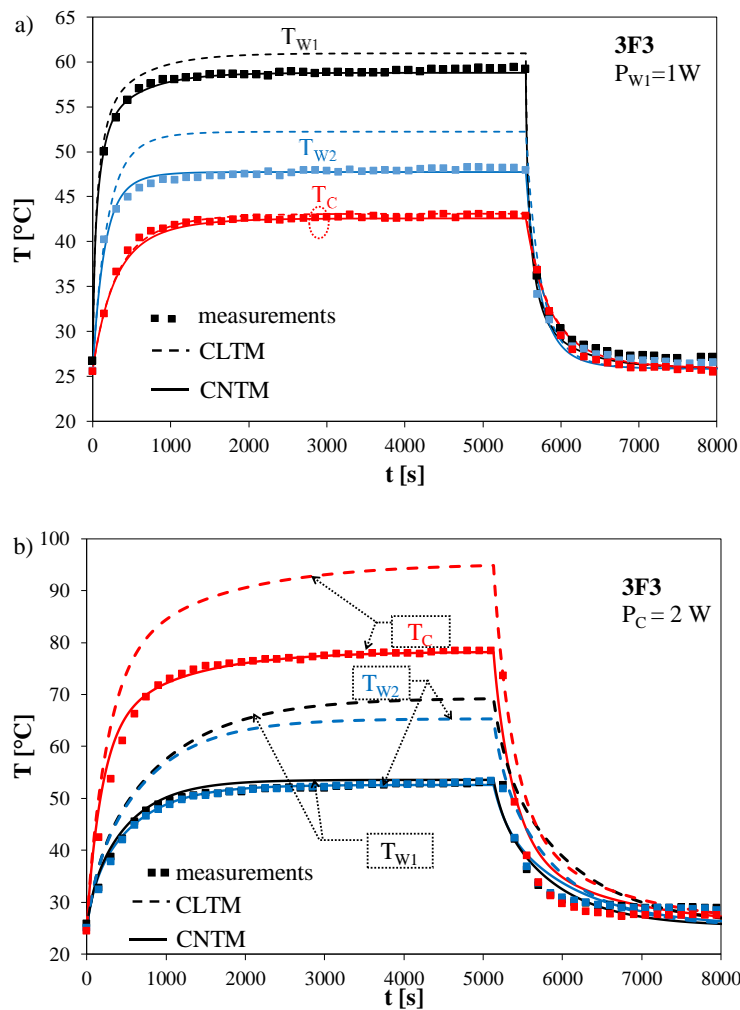 a)
65
60
55
50
45
40
35
30
25
20
T [°C]
T_W1
3F3
P_W1=1W
T_W2
T_C
measurements
CLTM
CNTM
0 1000 2000 3000 4000 5000 6000 7000 8000
t [s]
b)
100
90
80
70
60
50
40
30
20
T [°C]
3F3
P_C = 2 W
T_C
T_W2
T_W1
measurements
CLTM
CNTM
0 1000 2000 3000 4000 5000 6000 7000 8000
t [s]